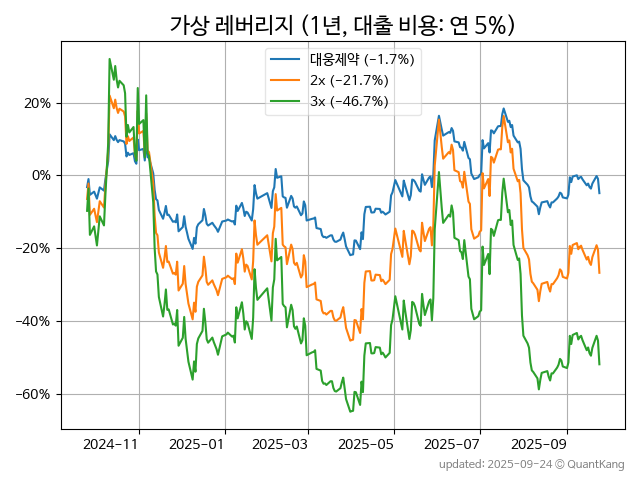 가상 레버리지 (1년, 대출 비용: 연 5%)
대웅제약 (−1.7%)
2x (−21.7%)
3x (−46.7%)
20%
0%
−20%
−40%
−60%
2024−11 2025−01 2025−03 2025−05 2025−07 2025−09
updated: 2025-09-24 © QuantKang